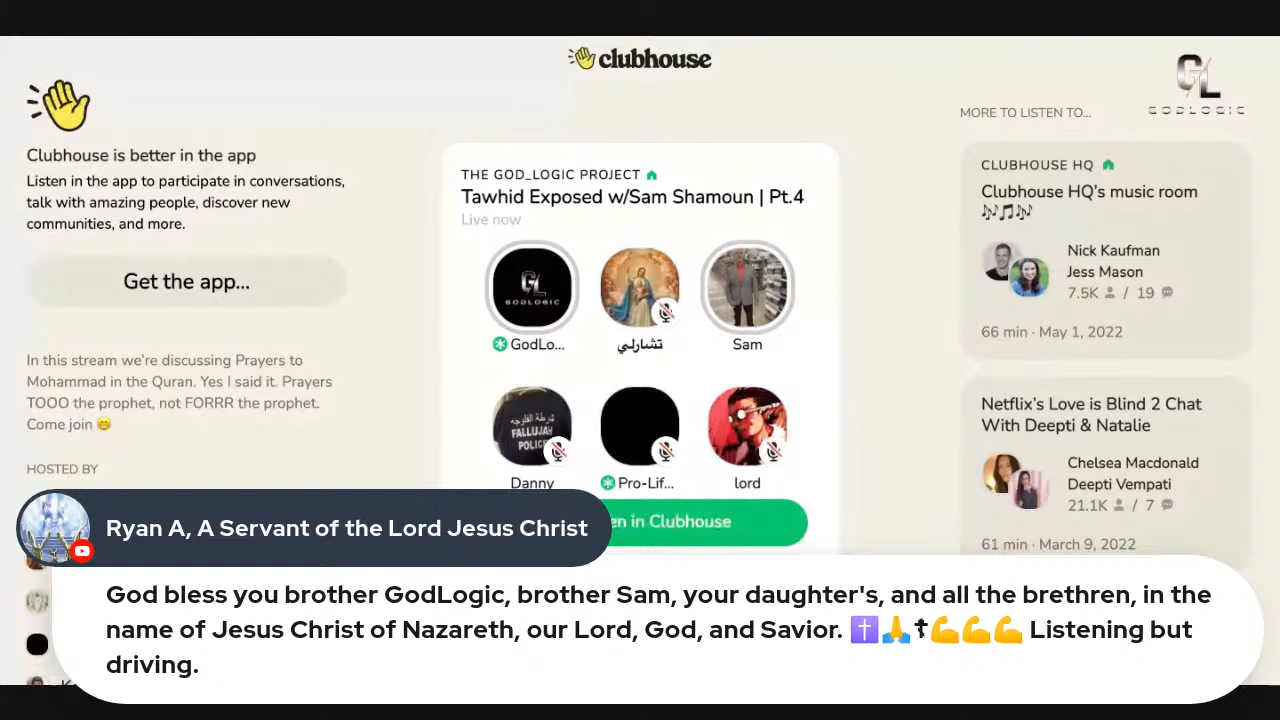 clubhouse
GL
GODLOGIC
Clubhouse is better in the app
Listen in the app to participate in conversations,
talk with amazing people, discover new
communities, and more.
Get the app...
In this stream we're discussing Prayers to
Mohammad in the Quran. Yes I said it. Prayers
TOOO the prophet, not FORRR the prophet.
Come join 😁
HOSTED BY
THE GOD_LOGIC PROJECT
Tawhid Exposed w/Sam Shamoun | Pt.4
Live now
GL
GODLOGIC
GodLo...
تشارلي
Sam
شرطة الفلوجه
FALLUJAH
POLICE
Danny
Pro-Lif...
lord
en in Clubhouse
MORE TO LISTEN TO...
CLUBHOUSE HQ
Clubhouse HQ's music room
🎶🎵🎶
Nick Kaufman
Jess Mason
7.5K / 19
66 min · May 1, 2022
Netflix's Love is Blind 2 Chat
With Deepti & Natalie
Chelsea Macdonald
Deepti Vempati
21.1K / 7
61 min · March 9, 2022
Ryan A, A Servant of the Lord Jesus Christ
God bless you brother GodLogic, brother Sam, your daughter's, and all the brethren, in the
name of Jesus Christ of Nazareth, our Lord, God, and Savior. ✝️🙏☦💪💪💪 Listening but
driving.